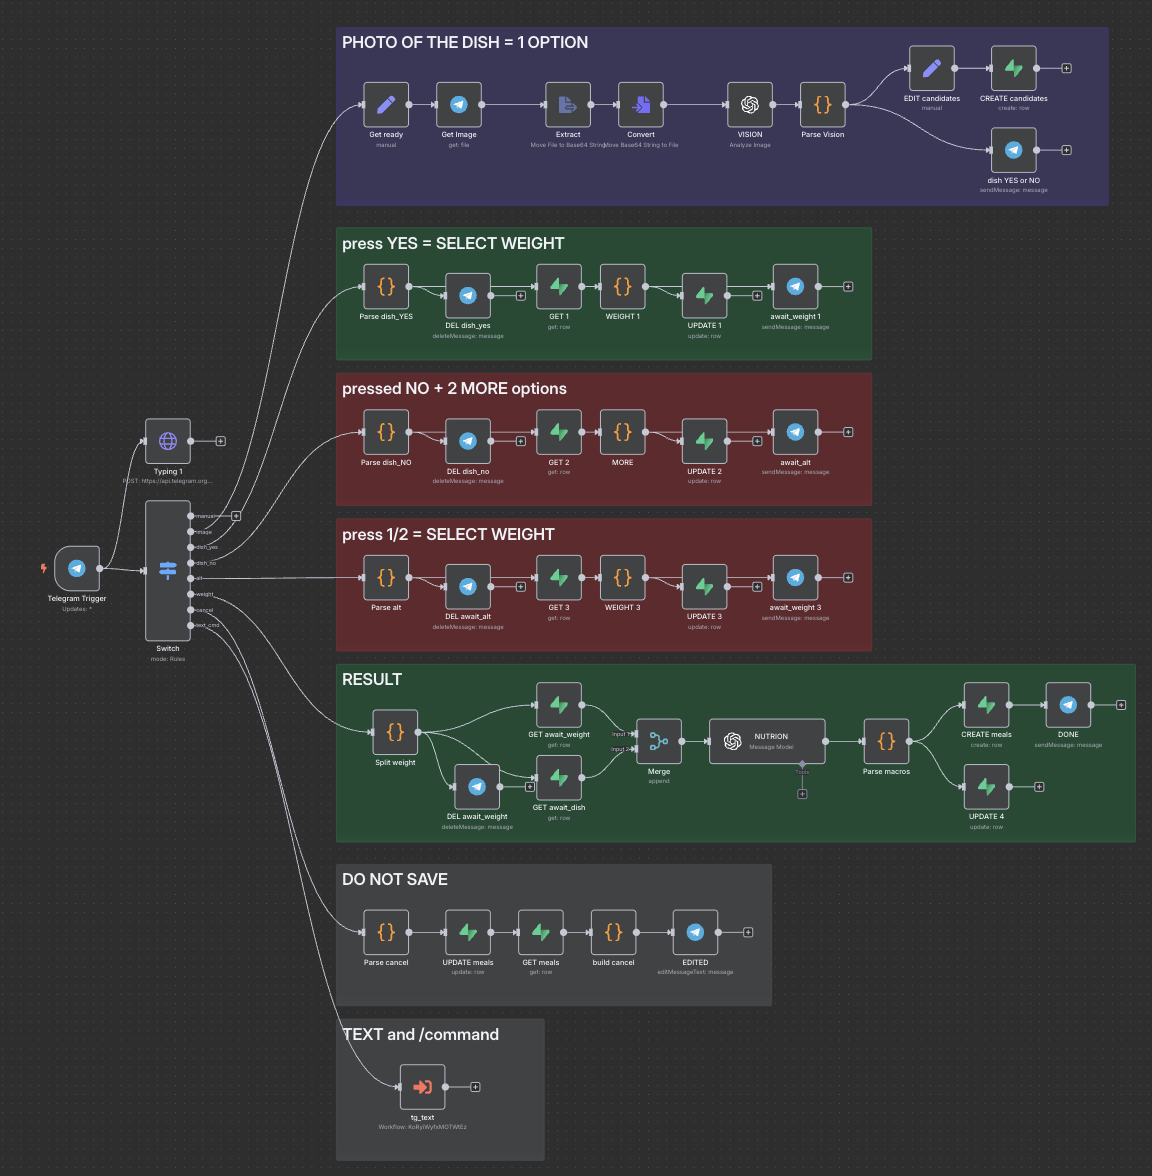 PHOTO OF THE DISH = 1 OPTION
Get ready
manual
Get Image
get: file
Extract
Move File to Base64 String
Convert
Move Base64 String to File
VISION
Analyze Image
Parse Vision
EDIT candidates
manual
CREATE candidates
create: row
dish YES or NO
sendMessage: message
press YES = SELECT WEIGHT
Parse dish_YES
DEL dish_yes
deleteMessage: message
GET 1
get: row
WEIGHT 1
UPDATE 1
update: row
await_weight 1
sendMessage: message
pressed NO + 2 MORE options
Parse dish_NO
DEL dish_no
deleteMessage: message
GET 2
get: row
MORE
UPDATE 2
update: row
await_alt
sendMessage: message
Typing 1
POST: https://api.telegram.org...
Telegram Trigger
Updates: *
manual
image
dish_yes
dish_no
alt
weight
cancel
text_cmd
Switch
mode: Rules
press 1/2 = SELECT WEIGHT
Parse alt
DEL await_alt
deleteMessage: message
GET 3
get: row
WEIGHT 3
UPDATE 3
update: row
await_weight 3
sendMessage: message
RESULT
Split weight
DEL await_weight
deleteMessage: message
GET await_weight
get: row
GET await_dish
get: row
Input 1
Input 2
Merge
append
NUTRION
Message Model
Tools
Parse macros
CREATE meals
create: row
DONE
sendMessage: message
UPDATE 4
update: row
DO NOT SAVE
Parse cancel
UPDATE meals
update: row
GET meals
get: row
build cancel
EDITED
editMessageText: message
TEXT and /command
tg_text
Workflow: